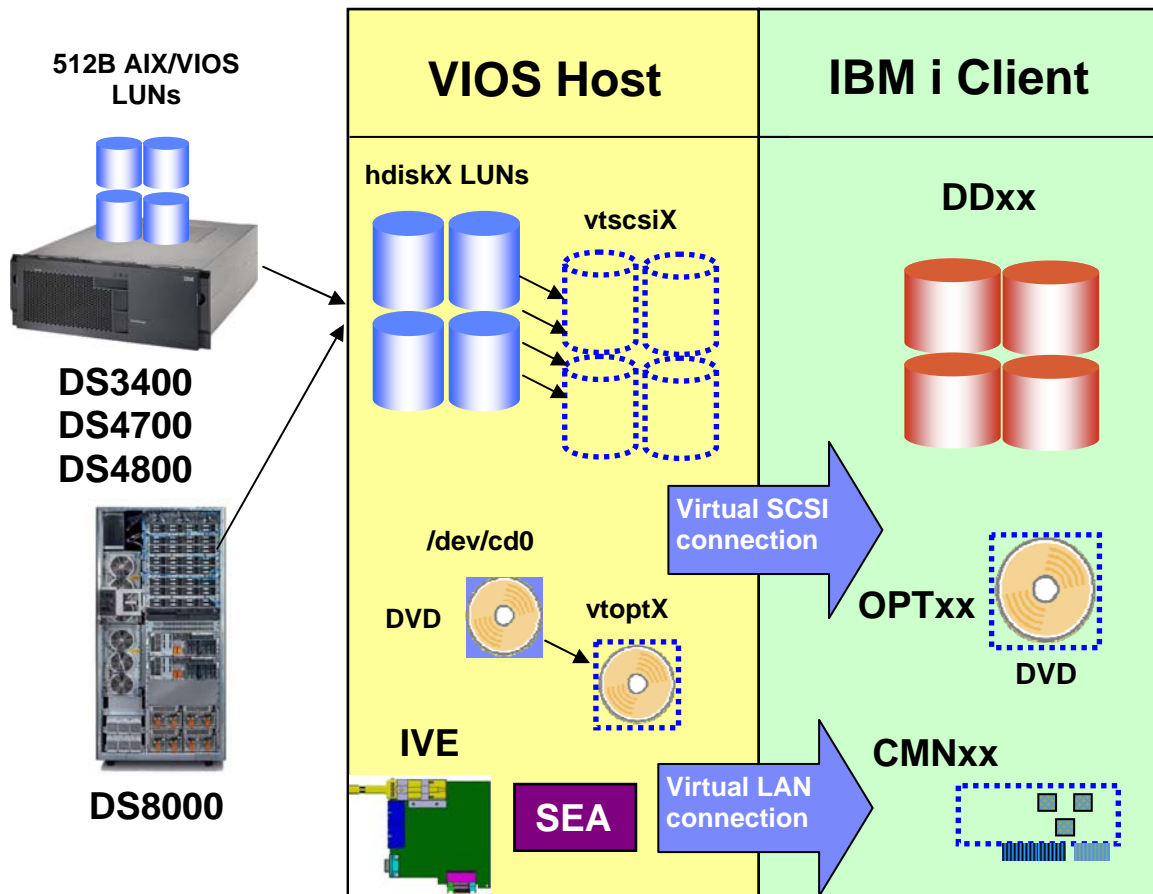 512B AIX/VIOS
LUNs
DS3400
DS4700
DS4800
DS8000
VIOS Host
hdiskX LUNs
vtscsiX
/dev/cd0
DVD
vtoptX
IVE
SEA
Virtual SCSI
connection
Virtual LAN
connection
IBM i Client
DDxx
OPTxx
DVD
CMNxx